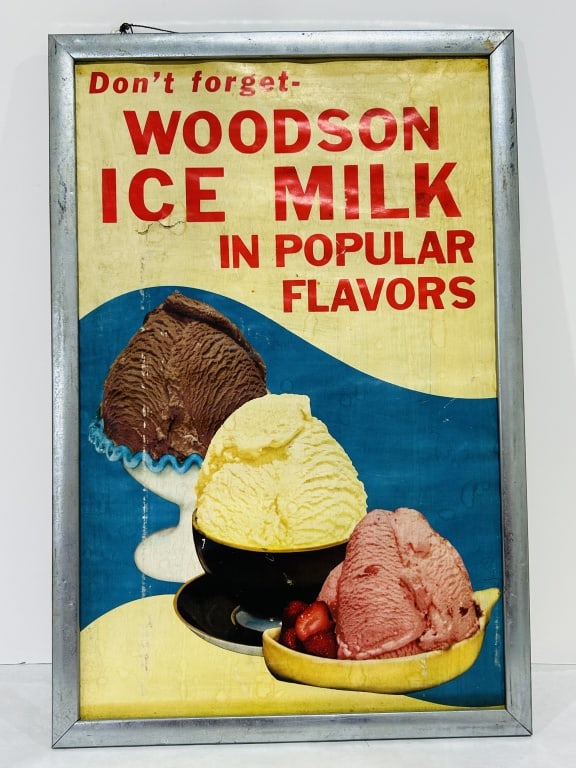 Don't forget-
WOODSON
ICE MILK
IN POPULAR
FLAVORS